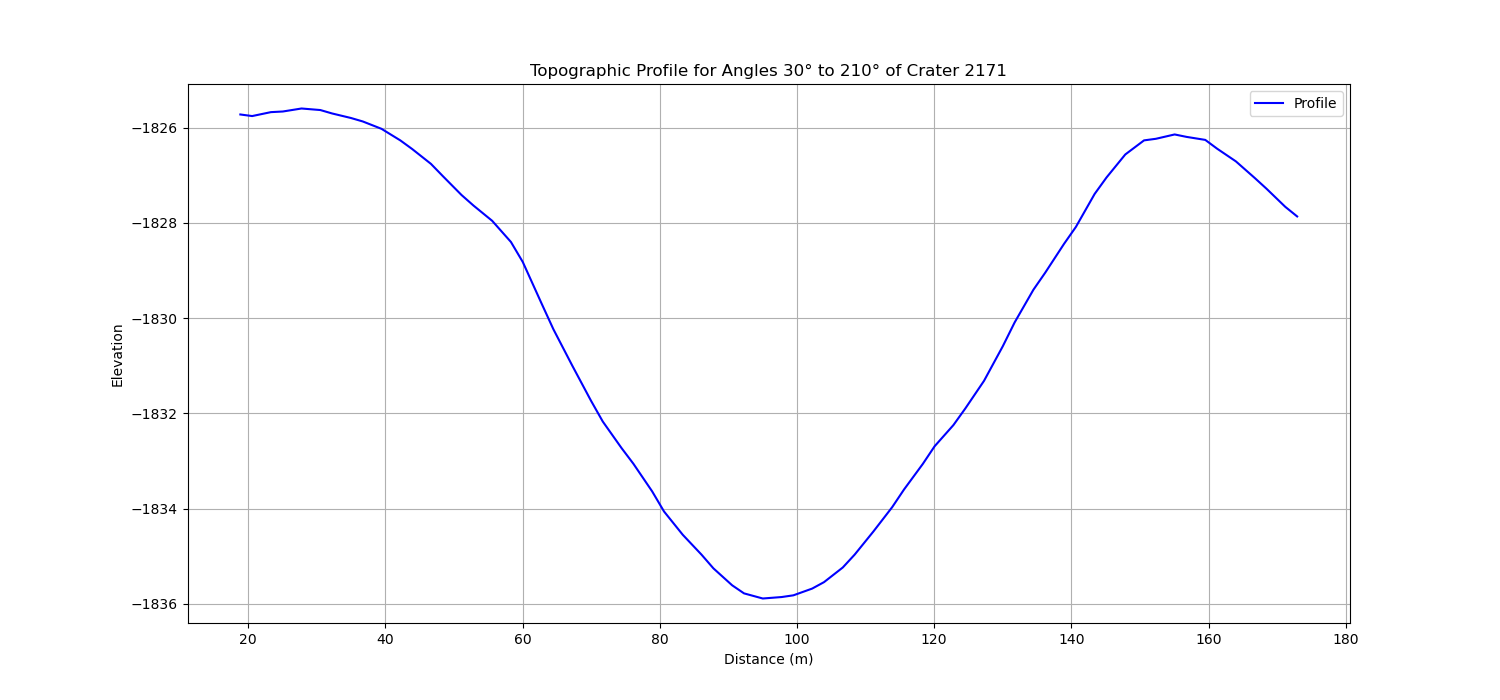 Topographic Profile for Angles 30° to 210° of Crater 2171
Profile
Elevation
−1826
−1828
−1830
−1832
−1834
−1836
20 40 60 80 100 120 140 160 180
Distance (m)